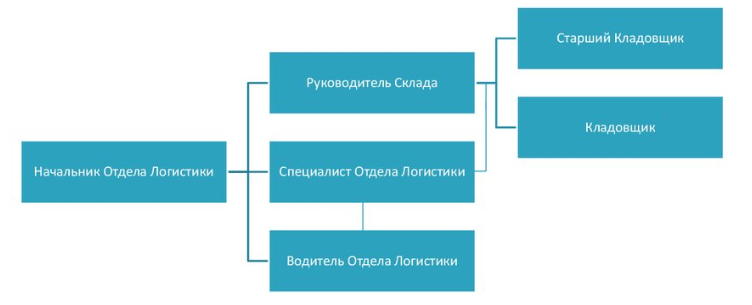 Старший Кладовщик
Руководитель Склада
Кладовщик
Начальник Отдела Логистики
Специалист Отдела Логистики
Водитель Отдела Логистики